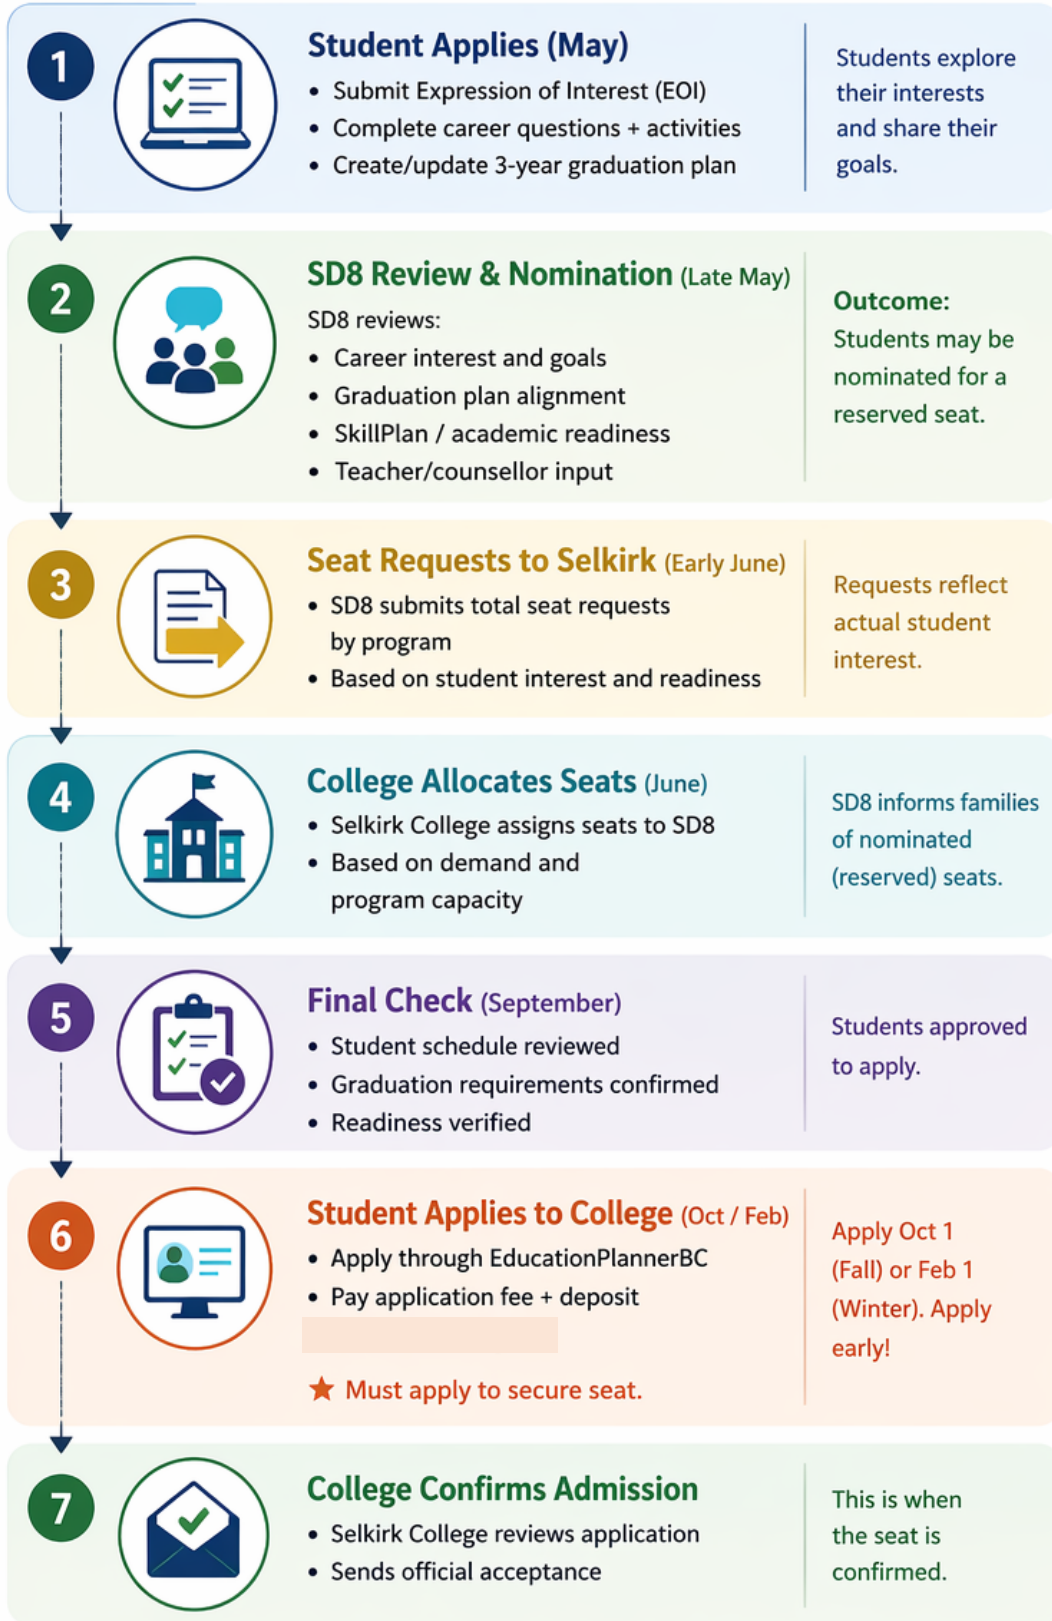 1
Student Applies (May)
• Submit Expression of Interest (EOI)
• Complete career questions + activities
• Create/update 3-year graduation plan
Students explore
their interests
and share their
goals.
2
SD8 Review & Nomination (Late May)
SD8 reviews:
• Career interest and goals
• Graduation plan alignment
• SkillPlan / academic readiness
• Teacher/counsellor input
Outcome:
Students may be
nominated for a
reserved seat.
3
Seat Requests to Selkirk (Early June)
• SD8 submits total seat requests
by program
• Based on student interest and readiness
Requests reflect
actual student
interest.
4
College Allocates Seats (June)
• Selkirk College assigns seats to SD8
• Based on demand and
program capacity
SD8 informs families
of nominated
(reserved) seats.
5
Final Check (September)
• Student schedule reviewed
• Graduation requirements confirmed
• Readiness verified
Students approved
to apply.
6
Student Applies to College (Oct / Feb)
• Apply through EducationPlannerBC
• Pay application fee + deposit
★ Must apply to secure seat.
Apply Oct 1
(Fall) or Feb 1
(Winter). Apply
early!
7
College Confirms Admission
• Selkirk College reviews application
• Sends official acceptance
This is when
the seat is
confirmed.